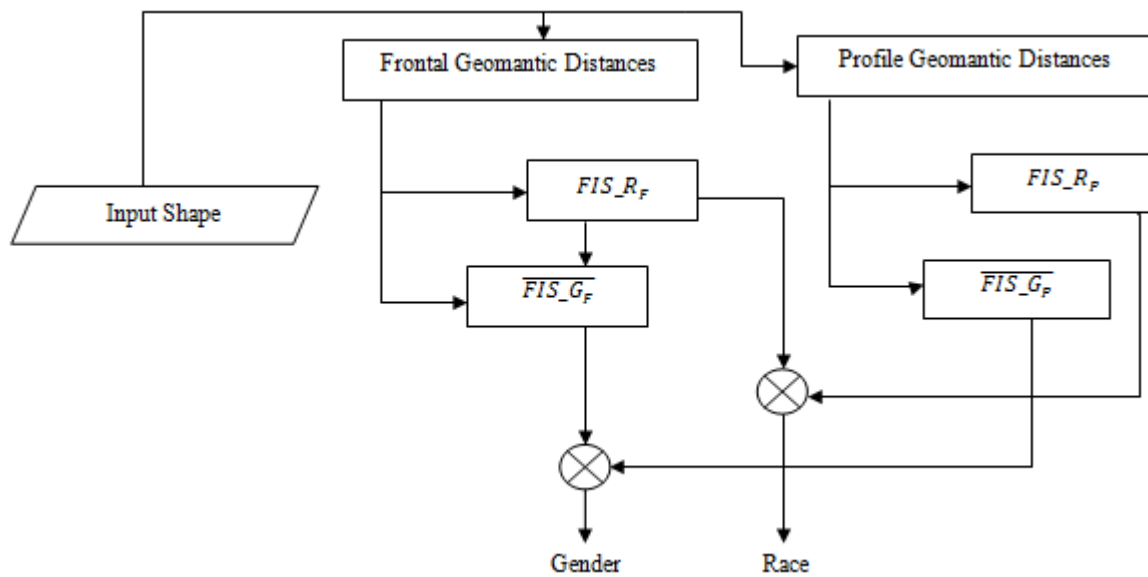 Frontal Geomantic Distances
Profile Geomantic Distances
FIS_R_F
FIS_R_P
Input Shape
FIS_G_F
FIS_G_P
Gender
Race